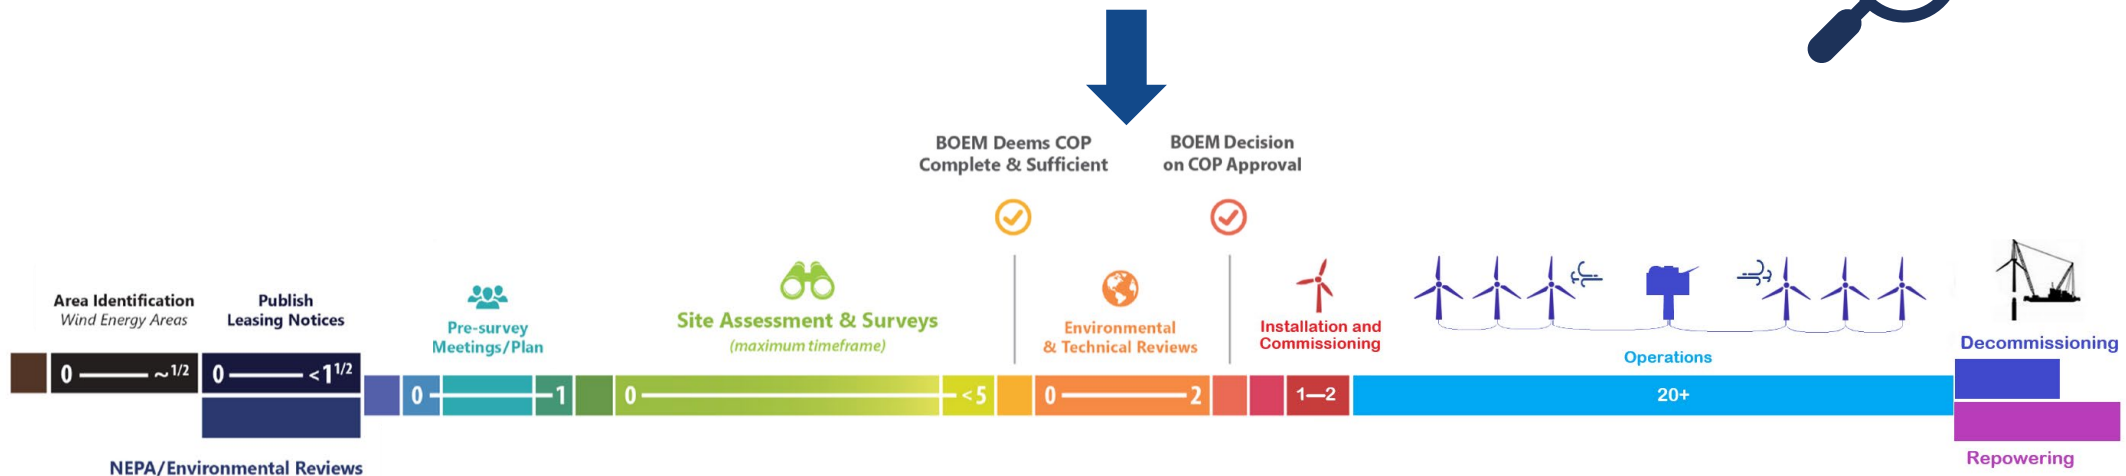 BOEM Deems COP
Complete & Sufficient
BOEM Decision
on COP Approval
Area Identification
Wind Energy Areas
Publish
Leasing Notices
Pre-survey
Meetings/Plan
Site Assessment & Surveys
(maximum timeframe)
Environmental
& Technical Reviews
Installation and
Commissioning
Operations
Decommissioning
0 ~1/2
0 <1 1/2
0 1
0 <5
0 2
1—2
20+
NEPA/Environmental Reviews
Repowering